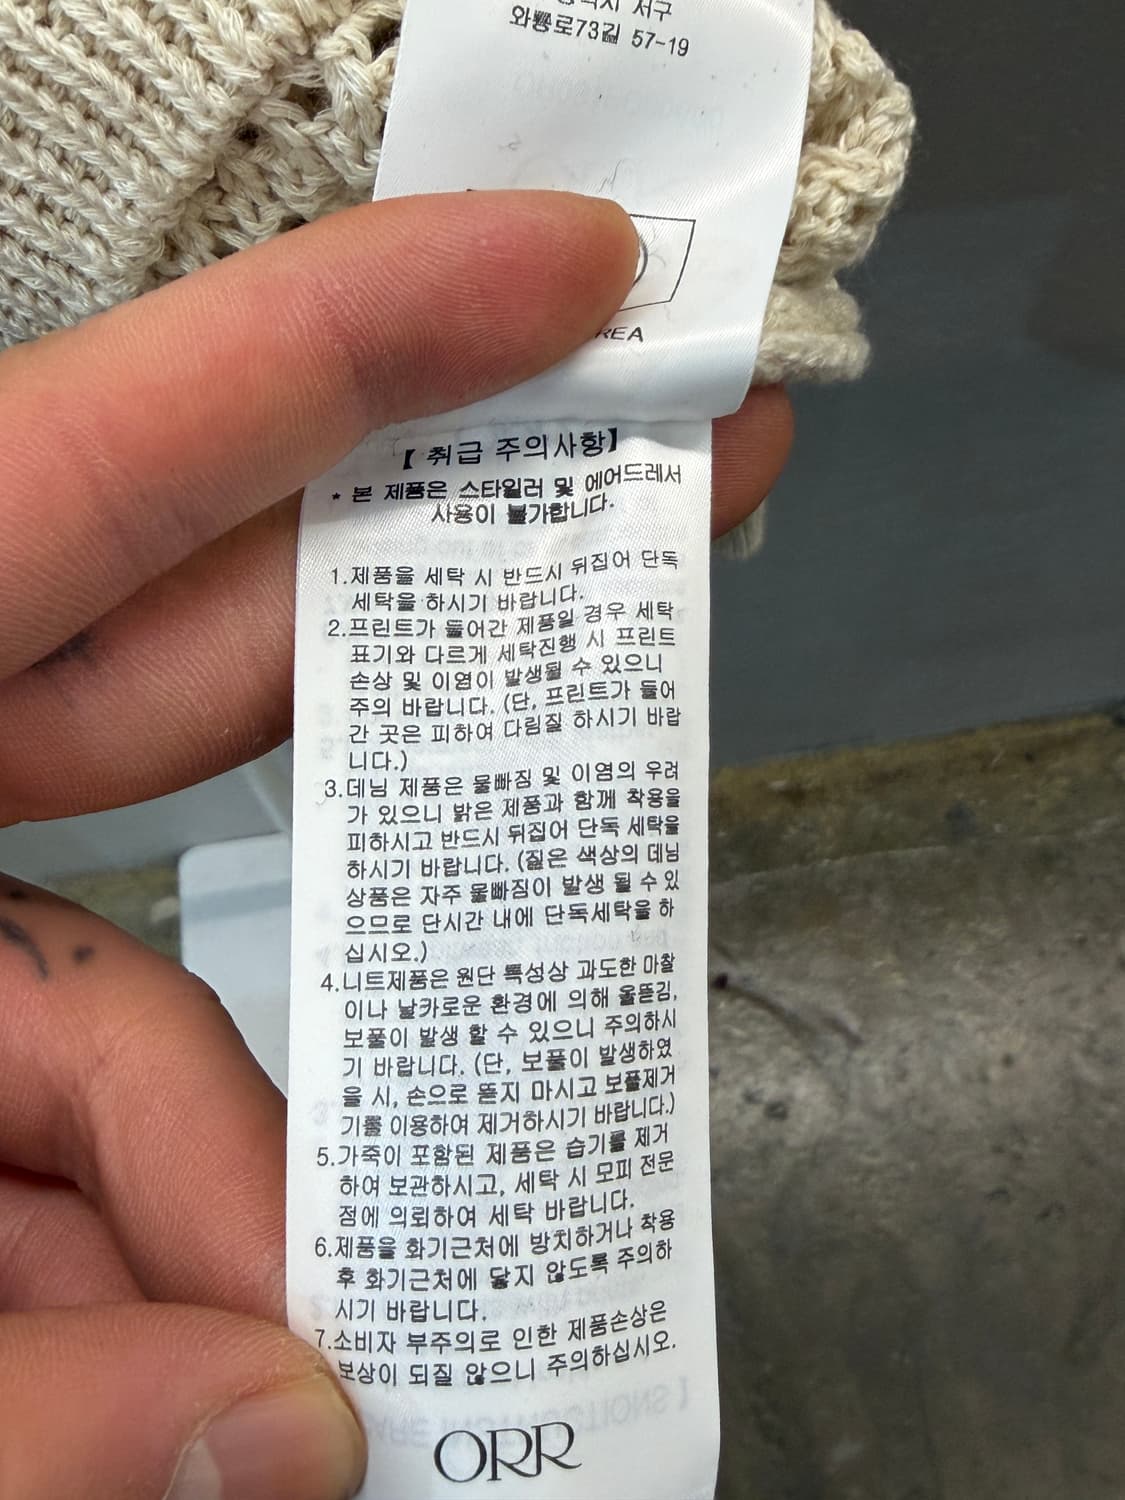 서구
와룡로73길 57-19
REA
【 취급 주의사항】
* 본 제품은 스타일러 및 에어드레서
사용이 불가합니다.
1.제품을 세탁 시 반드시 뒤집어 단독
세탁을 하시기 바랍니다.
2.프린트가 들어간 제품일 경우 세탁
표기와 다르게 세탁진행 시 프린트
손상 및 이염이 발생될 수 있으니
주의 바랍니다. (단, 프린트가 들어
간 곳은 피하여 다림질 하시기 바랍
니다.)
3.데님 제품은 물빠짐 및 이염의 우려
가 있으니 밝은 제품과 함께 착용을
피하시고 반드시 뒤집어 단독 세탁을
하시기 바랍니다. (짙은 색상의 데님
상품은 자주 물빠짐이 발생 될 수 있
으므로 단시간 내에 단독세탁을 하
십시오.)
4.니트제품은 원단 특성상 과도한 마찰
이나 날카로운 환경에 의해 올뜯김,
보풀이 발생 할 수 있으니 주의하시
기 바랍니다. (단, 보풀이 발생하였
을 시, 손으로 뜯지 마시고 보풀제거
기를 이용하여 제거하시기 바랍니다.)
5.가죽이 포함된 제품은 습기를 제거
하여 보관하시고, 세탁 시 모피 전문
점에 의뢰하여 세탁 바랍니다.
6.제품을 화기근처에 방치하거나 착용
후 화기근처에 닿지 않도록 주의하
시기 바랍니다.
7.소비자 부주의로 인한 제품손상은
보상이 되질 않으니 주의하십시오.
ORR